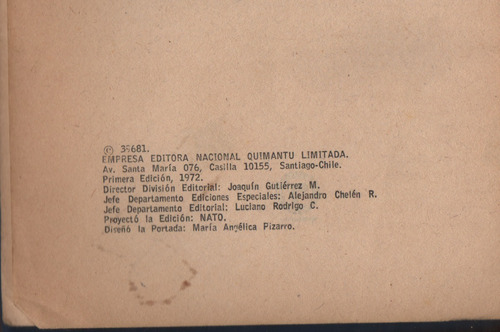 © 39681.
EMPRESA EDITORA NACIONAL QUIMANTU LIMITADA.
Av. Santa María 076, Casilla 10155, Santiago-Chile.
Primera Edición, 1972.
Director División Editorial: Joaquín Gutiérrez M.
Jefe Departamento Ediciones Especiales: Alejandro Chelén R.
Jefe Departamento Editorial: Luciano Rodrigo C.
Proyectó la Edición: NATO.
Diseñó la Portada: María Angélica Pizarro.